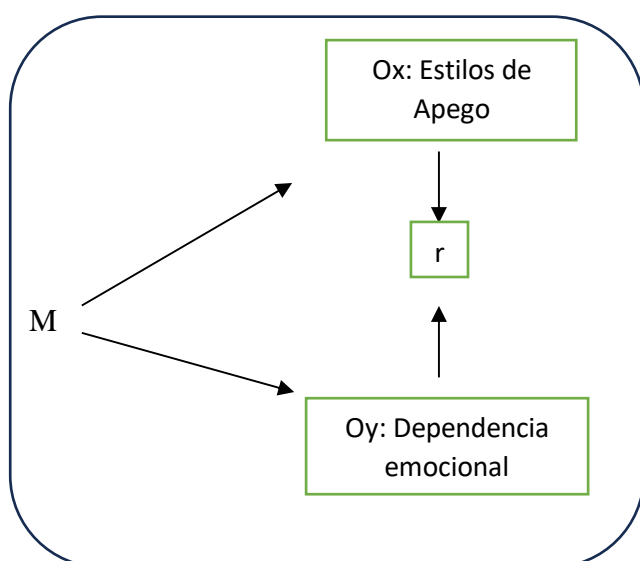 Ox: Estilos de
Apego
r
M
Oy: Dependencia
emocional